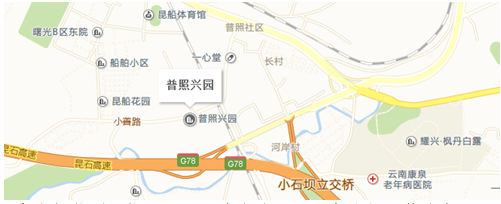 昆船体育馆
普照社区
曙光8区东院
一心堂
长村
船舶小区
普照兴园
昆船花园
小善路
普照兴园
昆石高速
G78
G78
昆石高速
河岸村
耀兴·枫丹白露
小石坝立交桥
云南康泉
老年病医院